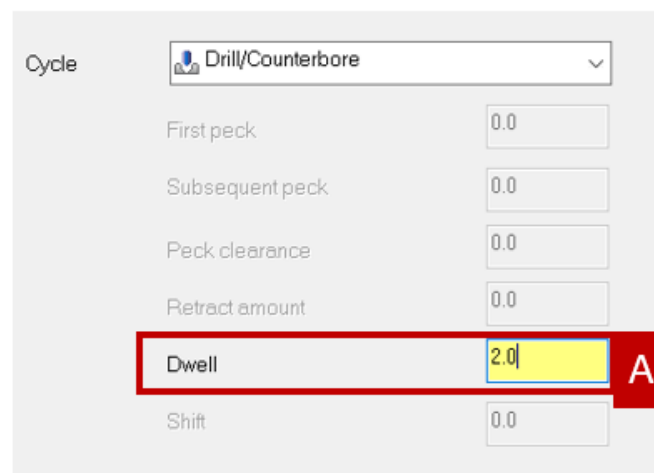 Cycle Drill/Counterbore
First peck 0.0
Subsequent peck 0.0
Peck clearance 0.0
Retract amount 0.0
Dwell 2.0 A
Shift 0.0